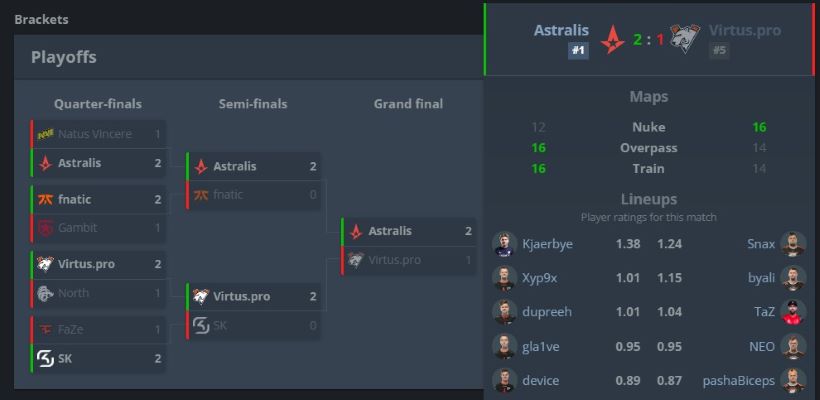 Brackets
Playoffs
Quarter-finals
Semi-finals
Grand final
Natus Vincere 1
Astralis 2
fnatic 2
Gambit 1
Virtus.pro 2
North 1
FaZe 1
SK 2
Astralis 2
fnatic 0
Virtus.pro 2
SK 0
Astralis 2
Virtus.pro 1
Astralis 2 : 1 Virtus.pro
#1 #5
Maps
12 Nuke 16
16 Overpass 14
16 Train 14
Lineups
Player ratings for this match
Kjaerbye 1.38 1.24 Snax
Xyp9x 1.01 1.15 byali
dupreeh 1.01 1.04 TaZ
gla1ve 0.95 0.95 NEO
device 0.89 0.87 pashaBiceps